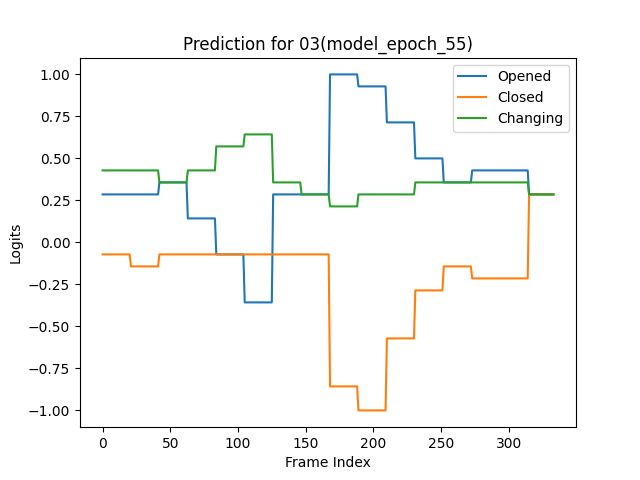 Prediction for 03(model_epoch_55)
1.00
0.75
0.50
0.25
0.00
−0.25
−0.50
−0.75
−1.00
Logits
Opened
Closed
Changing
0 50 100 150 200 250 300
Frame Index